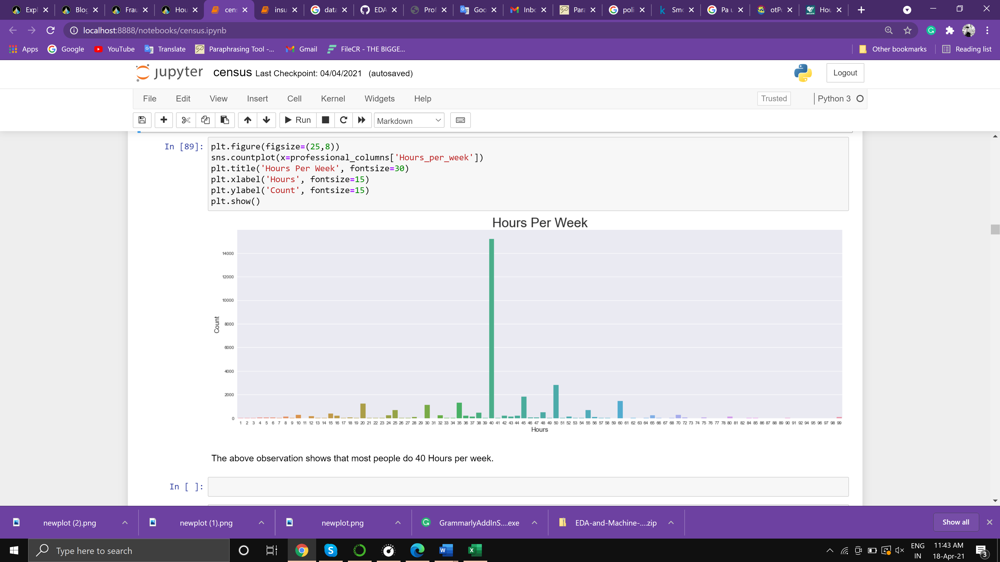 Expl
Blog
Frau
Hou
cens
insu
data
EDA
Prof
Goo
Inbo
Para
poli
Smo
Pa u
otPo
Hou
localhost:8888/notebooks/census.ipynb
Apps
Google
YouTube
Translate
Paraphrasing Tool -...
Gmail
FileCR - THE BIGGE...
Other bookmarks
Reading list
jupyter census Last Checkpoint: 04/04/2021 (autosaved)
Logout
File Edit View Insert Cell Kernel Widgets Help
Trusted
Python 3
Run
Markdown
In [89]:
plt.figure(figsize=(25,8))
sns.countplot(x=professional_columns['Hours_per_week'])
plt.title('Hours Per Week', fontsize=30)
plt.xlabel('Hours', fontsize=15)
plt.ylabel('Count', fontsize=15)
plt.show()
Hours Per Week
14000
12000
10000
8000
6000
4000
2000
0
Count
1 2 3 4 5 6 7 8 9 10 11 12 13 14 15 16 17 18 19 20 21 22 23 24 25 26 27 28 29 30 31 32 33 34 35 36 37 38 39 40 41 42 43 44 45 46 47 48 49 50 51 52 53 54 55 56 57 58 59 60 61 62 63 64 65 66 67 68 70 72 73 74 75 76 77 78 80 81 82 84 85 86 87 88 89 90 91 92 94 95 96 97 98 99
Hours
The above observation shows that most people do 40 Hours per week.
In [ ]:
newplot (2).png
newplot (1).png
newplot.png
GrammarlyAddInS....exe
EDA-and-Machine-....zip
Show all
Type here to search
ENG
IN
11:43 AM
18-Apr-21
3